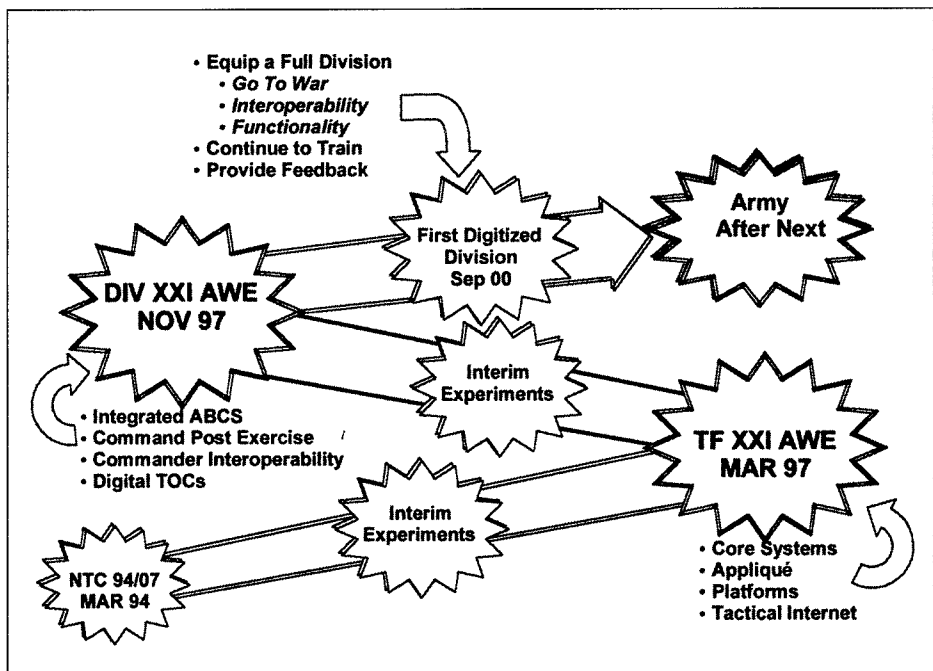 • Equip a Full Division
• Go To War
• Interoperability
• Functionality
• Continue to Train
• Provide Feedback
First Digitized
Division
Sep 00
Army
After Next
DIV XXI AWE
NOV 97
Interim
Experiments
• Integrated ABCS
• Command Post Exercise
• Commander Interoperability
• Digital TOCs
TF XXI AWE
MAR 97
Interim
Experiments
NTC 94/07
MAR 94
• Core Systems
• Appliqué
• Platforms
• Tactical Internet